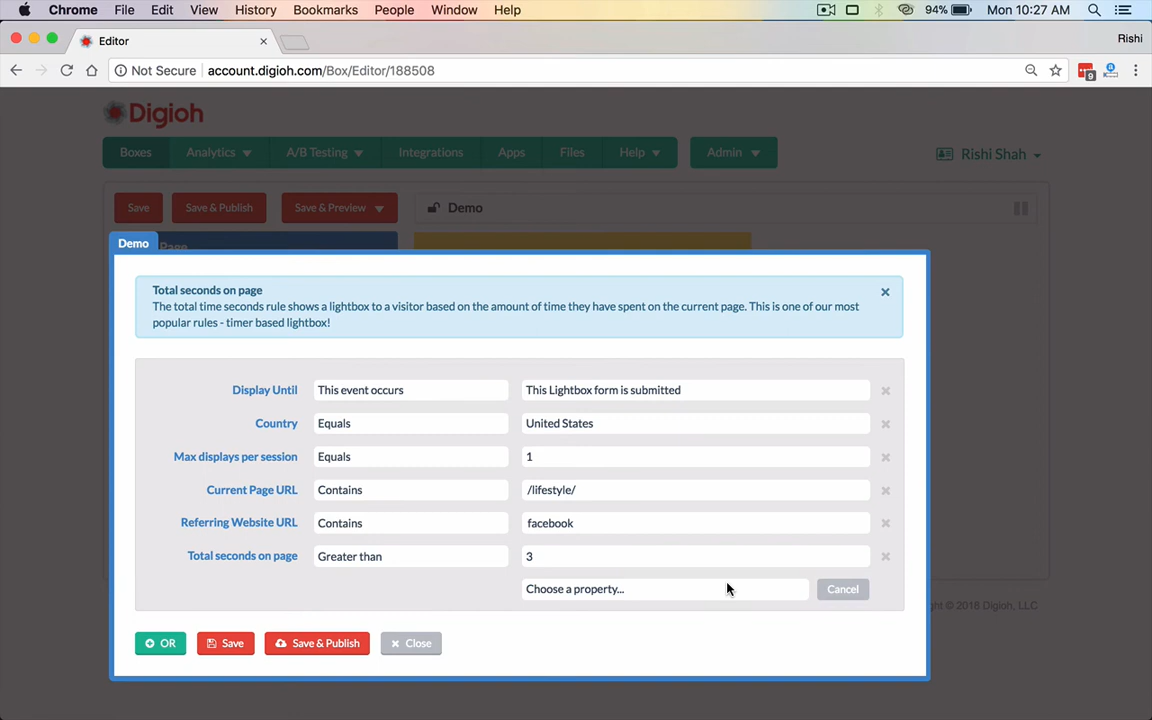 Chrome File Edit View History Bookmarks People Window Help 94% Mon 10:27 AM
Editor
Rishi
Not Secure account.digioh.com/Box/Editor/188508
9
Digioh
Boxes Analytics A/B Testing Integrations Apps Files Help Admin Rishi Shah
Save Save & Publish Save & Preview Demo
Demo Page
Total seconds on page
The total time seconds rule shows a lightbox to a visitor based on the amount of time they have spent on the current page. This is one of our most
popular rules - timer based lightbox!
Display Until This event occurs This Lightbox form is submitted
Country Equals United States
Max displays per session Equals 1
Current Page URL Contains /lifestyle/
Referring Website URL Contains facebook
Total seconds on page Greater than 3
Choose a property... Cancel
ht © 2018 Digioh, LLC
OR Save Save & Publish Close